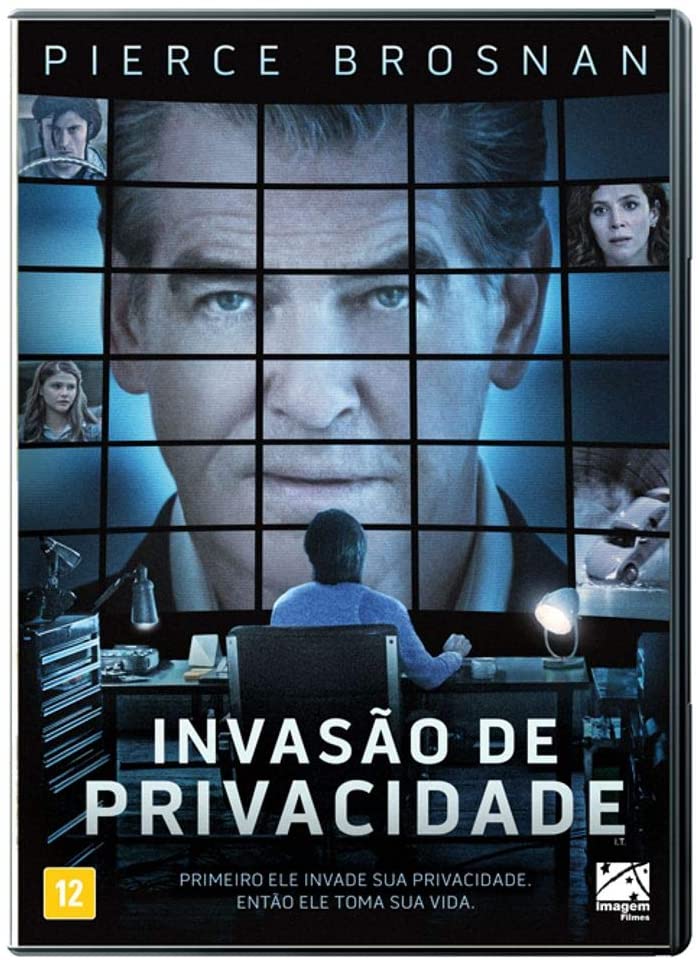 PIERCE BROSNAN
INVASÃO DE
PRIVACIDADE
I.T.
PRIMEIRO ELE INVADE SUA PRIVACIDADE.
ENTÃO ELE TOMA SUA VIDA.
12
Imagem
Filmes